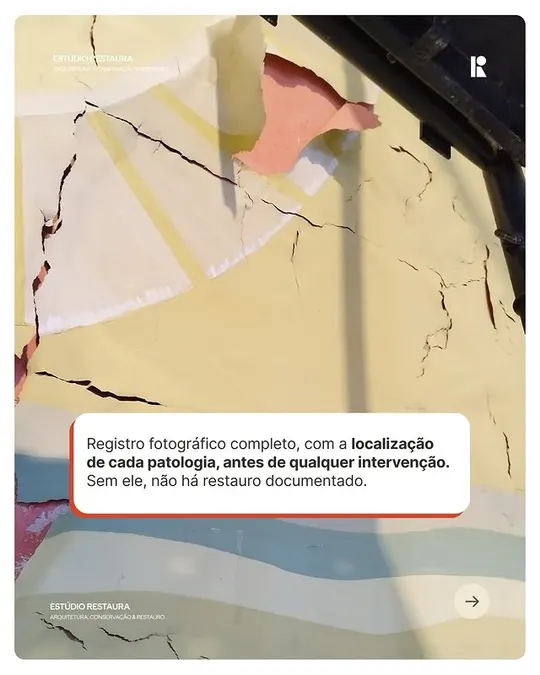 ESTÚDIO RESTAURA
Registro fotográfico completo, com a localização
de cada patologia, antes de qualquer intervenção.
Sem ele, não há restauro documentado.
ESTÚDIO RESTAURA
ARQUITETURA, CONSERVAÇÃO & RESTAURO